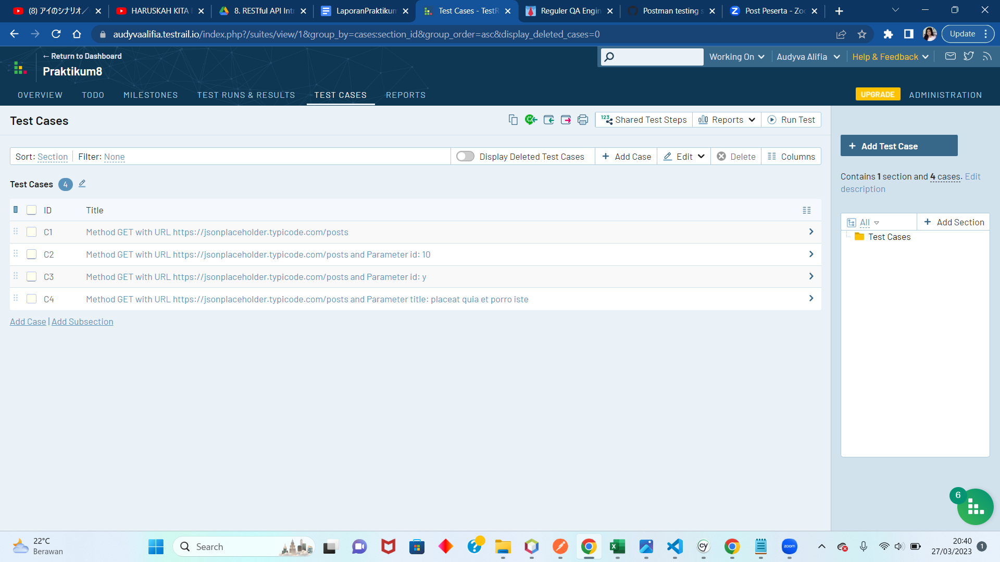 (8) アイのシナリオ／
HARUSKAH KITA
8. RESTful API Int
LaporanPraktikum
Test Cases - TestR
Reguler QA Engin
Postman testing s
Post Peserta - Zoo
audyvaalifia.testrail.io/index.php?/suites/view/1&group_by=cases:section_id&group_order=asc&display_deleted_cases=0
Update
← Return to Dashboard
Praktikum8
Working On
Audyva Alifia
Help & Feedback
OVERVIEW
TODO
MILESTONES
TEST RUNS & RESULTS
TEST CASES
REPORTS
UPGRADE
ADMINISTRATION
Test Cases
123 Shared Test Steps
Reports
Run Test
+ Add Test Case
Sort: Section
Filter: None
Display Deleted Test Cases
+ Add Case
Edit
Delete
Columns
Contains 1 section and 4 cases. Edit
description
Test Cases 4
ID Title
C1 Method GET with URL https://jsonplaceholder.typicode.com/posts
C2 Method GET with URL https://jsonplaceholder.typicode.com/posts and Parameter id: 10
C3 Method GET with URL https://jsonplaceholder.typicode.com/posts and Parameter id: y
C4 Method GET with URL https://jsonplaceholder.typicode.com/posts and Parameter title: placeat quia et porro iste
Add Case | Add Subsection
All
+ Add Section
Test Cases
6
22°C
Berawan
Search
cy
zoom
20:40
27/03/2023
1